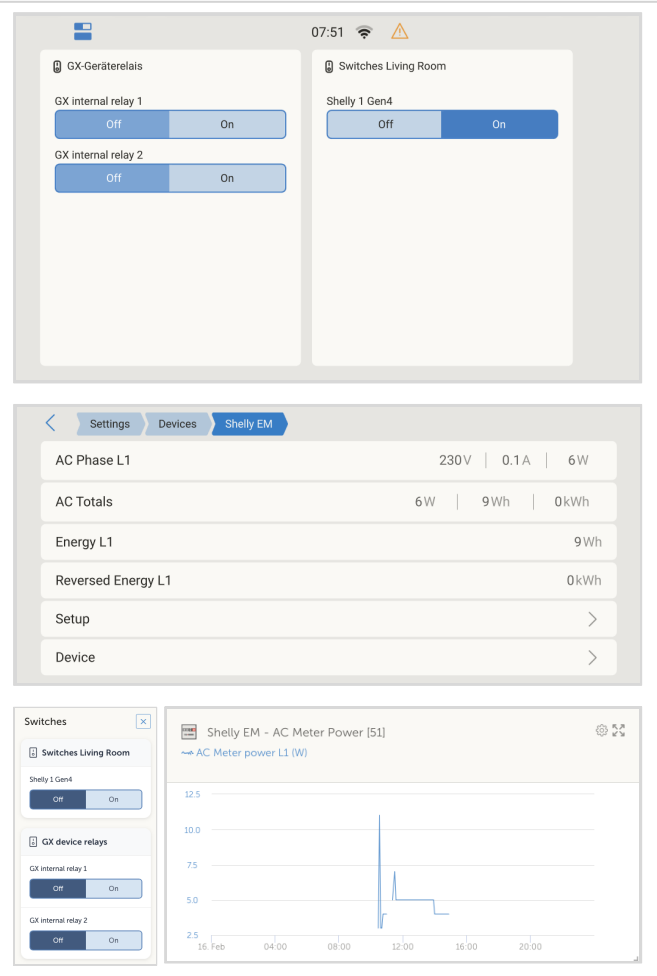 07:51
GX-Geräterelais
GX internal relay 1
Off On
GX internal relay 2
Off On
Switches Living Room
Shelly 1 Gen4
Off On
Settings Devices Shelly EM
AC Phase L1 230V 0.1A 6W
AC Totals 6W 9Wh 0kWh
Energy L1 9Wh
Reversed Energy L1 0kWh
Setup
Device
Switches
Switches Living Room
Shelly 1 Gen4
Off On
GX device relays
GX internal relay 1
Off On
GX internal relay 2
Off On
Shelly EM - AC Meter Power [51]
AC Meter power L1 (W)
12.5
10.0
7.5
5.0
2.5
16. Feb 04:00 08:00 12:00 16:00 20:00